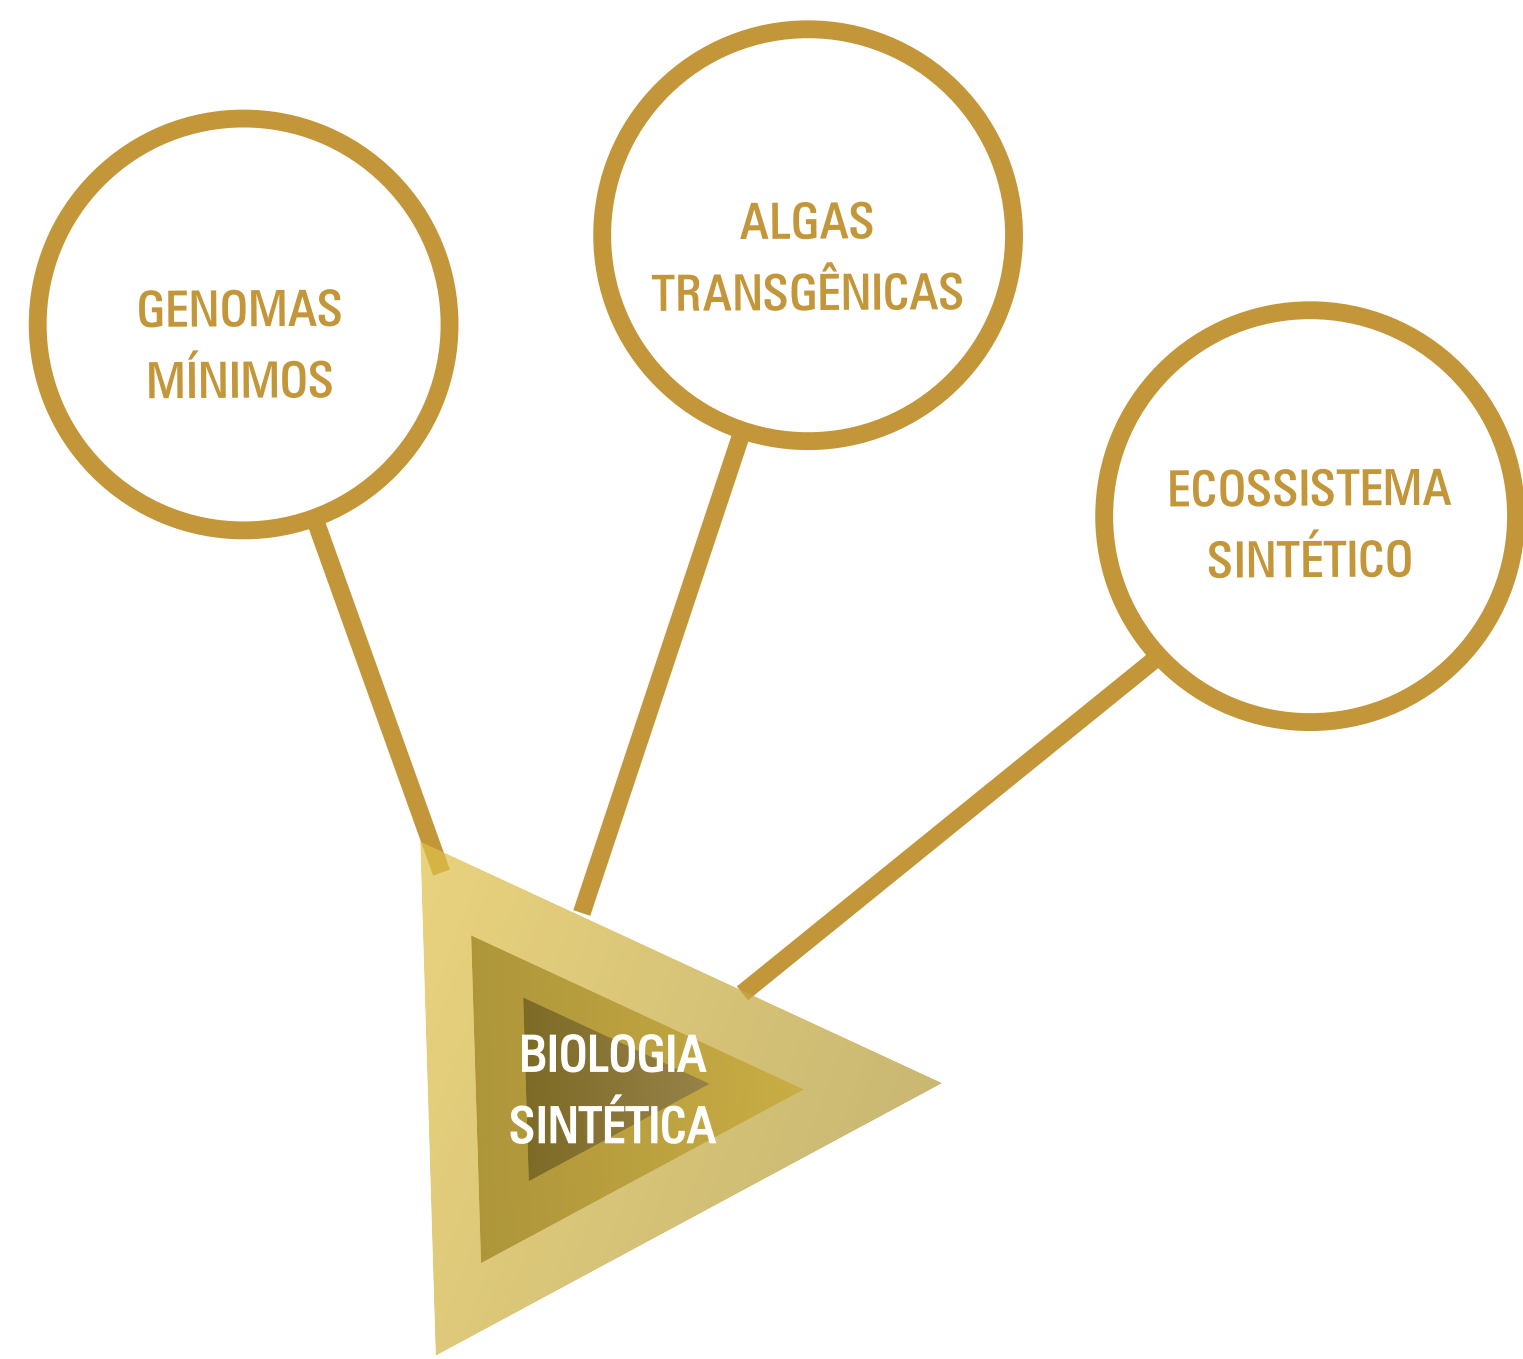 GENOMAS
MÍNIMOS
ALGAS
TRANSGÊNICAS
ECOSSISTEMA
SINTÉTICO
BIOLOGIA
SINTÉTICA